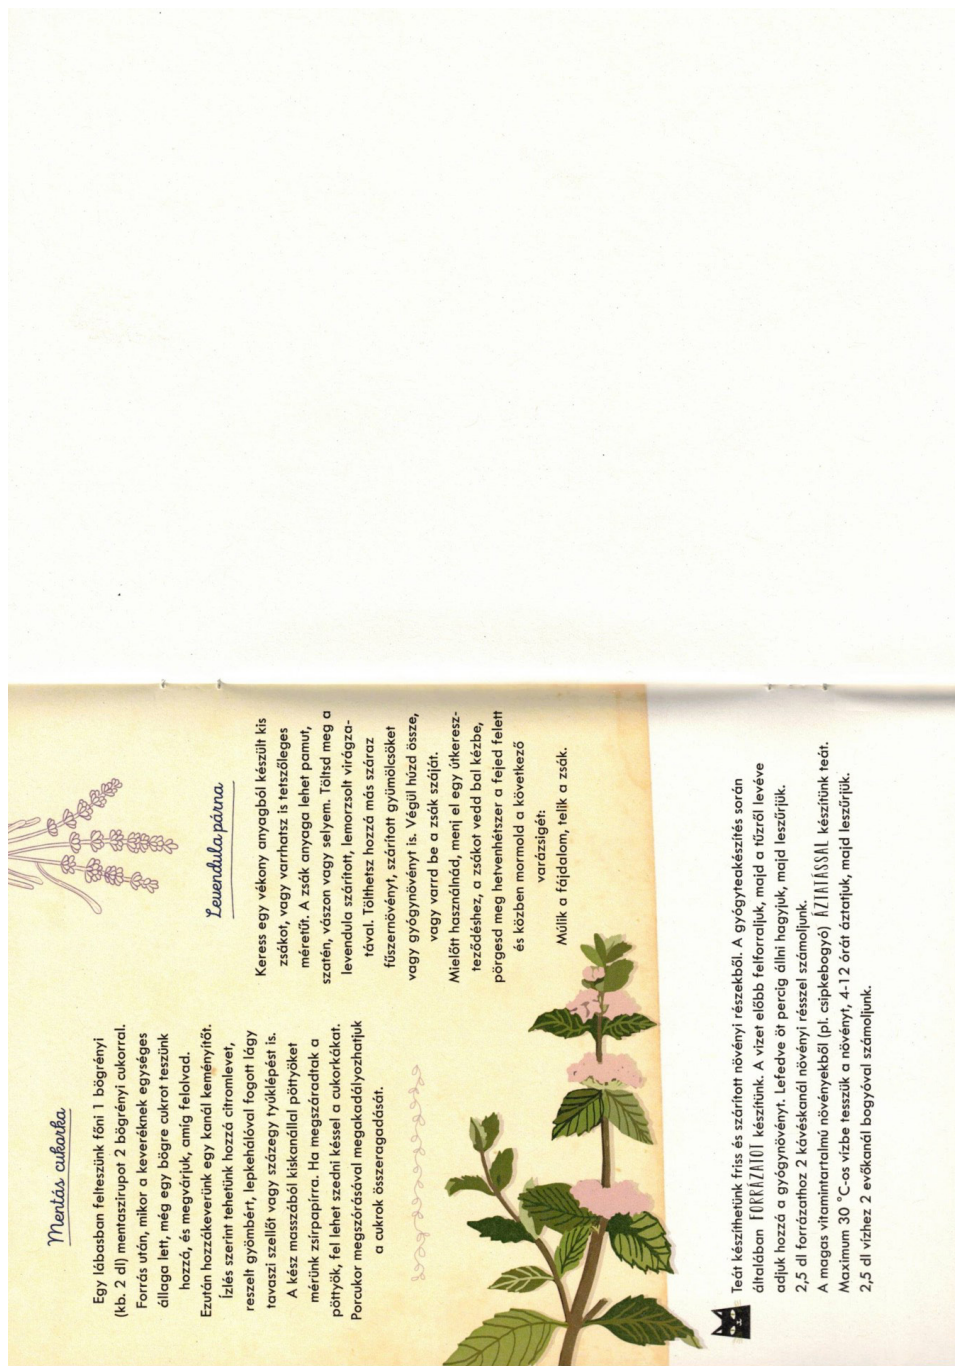 Mentás cukorka
Egy lábasban felteszünk főni 1 bögrényi
(kb. 2 dl) mentaszirupot 2 bögrényi cukorral.
Forrás után, mikor a keveréknek egységes
állaga lett, még egy bögre cukrot teszünk
hozzá, és megvárjuk, amíg felolvad.
Ezután hozzákeverünk egy kanál keményítőt.
Ízlés szerint tehetünk hozzá citromlevet,
reszelt gyömbért, lepkehálóval fogott lágy
tavaszi szellőt vagy százegy tyúklépést is.
A kész masszából kiskanállal pöttyöket
mérünk zsírpapírra. Ha megszáradtak a
pöttyök, fel lehet szedni késsel a cukorkákat.
Porcukor megszórásával megakadályozhatjuk
a cukrok összeragadását.
Levendula párna
Keress egy vékony anyagból készült kis
zsákot, vagy varrhatsz is tetszőleges
méretűt. A zsák anyaga lehet pamut,
szatén, vászon vagy selyem. Töltsd meg a
levendula szárított, lemorzsolt virágza-
tával. Tölthetsz hozzá más száraz
fűszernövényt, szárított gyümölcsöket
vagy gyógynövényt is. Végül húzd össze,
vagy varrd be a zsák száját.
Mielőtt használnád, menj el egy útkeresz-
teződéshez, a zsákot vedd bal kézbe,
pörgesd meg hetvenhétszer a fejed felett
és közben mormold a következő
varázsigét:
Múlik a fájdalom, telik a zsák.
Teát készíthetünk friss és szárított növényi részekből. A gyógyteakészítés során
általában FORRÁZATOT készítünk. A vizet előbb felforraljuk, majd a tűzről levéve
adjuk hozzá a gyógynövényt. Lefedve öt percig állni hagyjuk, majd leszűrjük.
2,5 dl forrázathoz 2 kávéskanál növényi résszel számoljunk.
A magas vitamintartalmú növényekből (pl. csipkebogyó) ÁZTATÁSSAL készítünk teát.
Maximum 30 °C-os vízbe tesszük a növényt, 4-12 órát áztatjuk, majd leszűrjük.
2,5 dl vízhez 2 evőkanál bogyóval számoljunk.